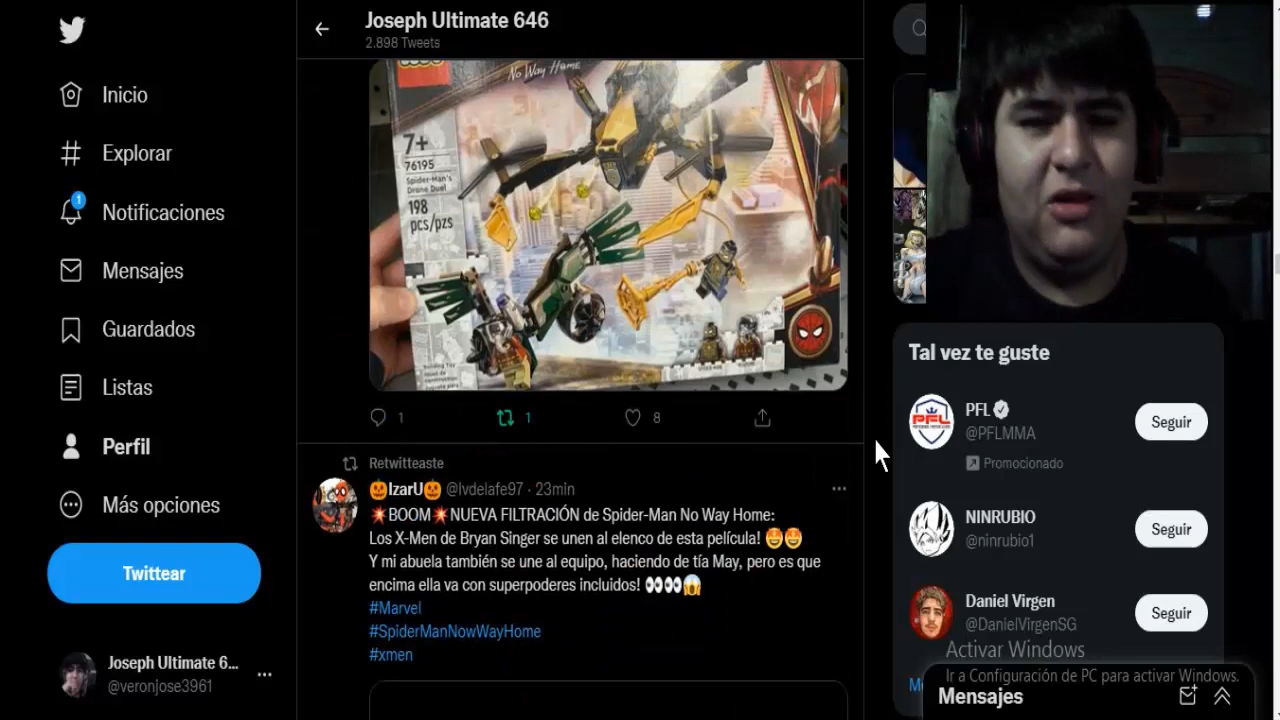 Joseph Ultimate 646
2.898 Tweets
Inicio
Explorar
1
Notificaciones
Mensajes
Guardados
Listas
Perfil
Más opciones
Twittear
Joseph Ultimate 6...
@veronjose3961
No Way Home
7+
76195
Spider-Man's
Drone Duel
198
pcs/pzs
1
1
8
Retwitteaste
🎃IzarU🎃 @lvdelafe97 · 23min
💥BOOM💥NUEVA FILTRACIÓN de Spider-Man No Way Home:
Los X-Men de Bryan Singer se unen al elenco de esta película! 🤩🤩
Y mi abuela también se une al equipo, haciendo de tía May, pero es que
encima ella va con superpoderes incluidos! 👀👀😱
#Marvel
#SpiderManNowWayHome
#xmen
Tal vez te guste
PFL
@PFLMMA
Promocionado
Seguir
NINRUBIO
@ninrubio1
Seguir
Daniel Virgen
@DanielVirgenSG
Seguir
Activar Windows
Ir a Configuración de PC para activar Windows.
Mensajes